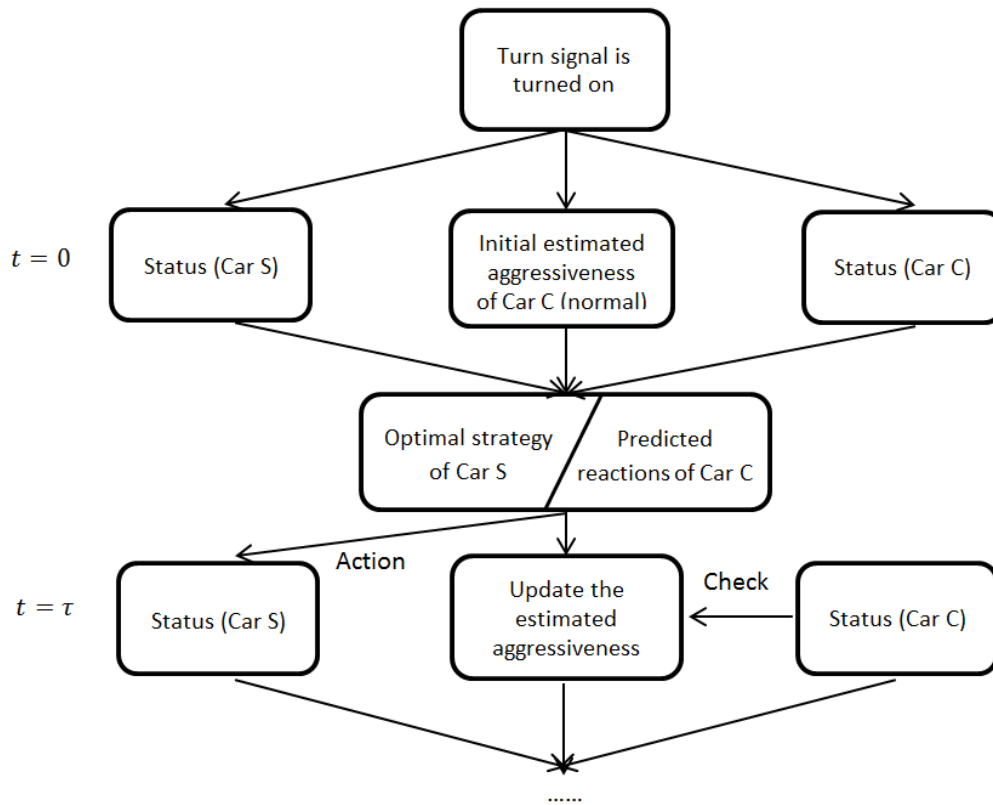 Turn signal is
turned on
t = 0
Status (Car S)
Initial estimated
aggressiveness
of Car C (normal)
Status (Car C)
Optimal strategy
of Car S
Predicted
reactions of Car C
Action
Check
t = τ
Status (Car S)
Update the
estimated
aggressiveness
Status (Car C)
......